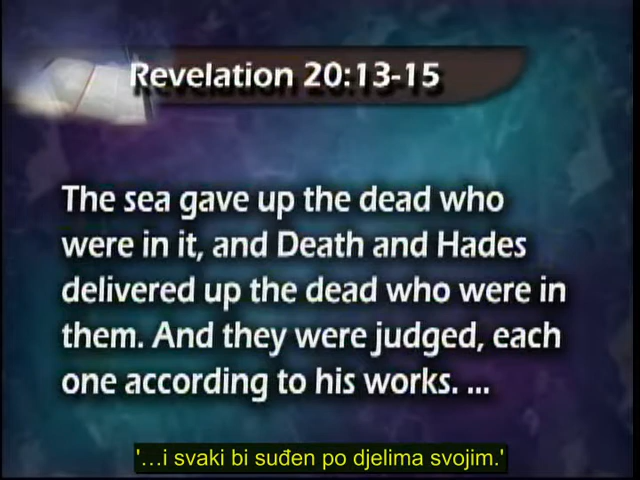 Revelation 20:13-15
The sea gave up the dead who
were in it, and Death and Hades
delivered up the dead who were in
them. And they were judged, each
one according to his works. ...
'...i svaki bi suđen po djelima svojim.'